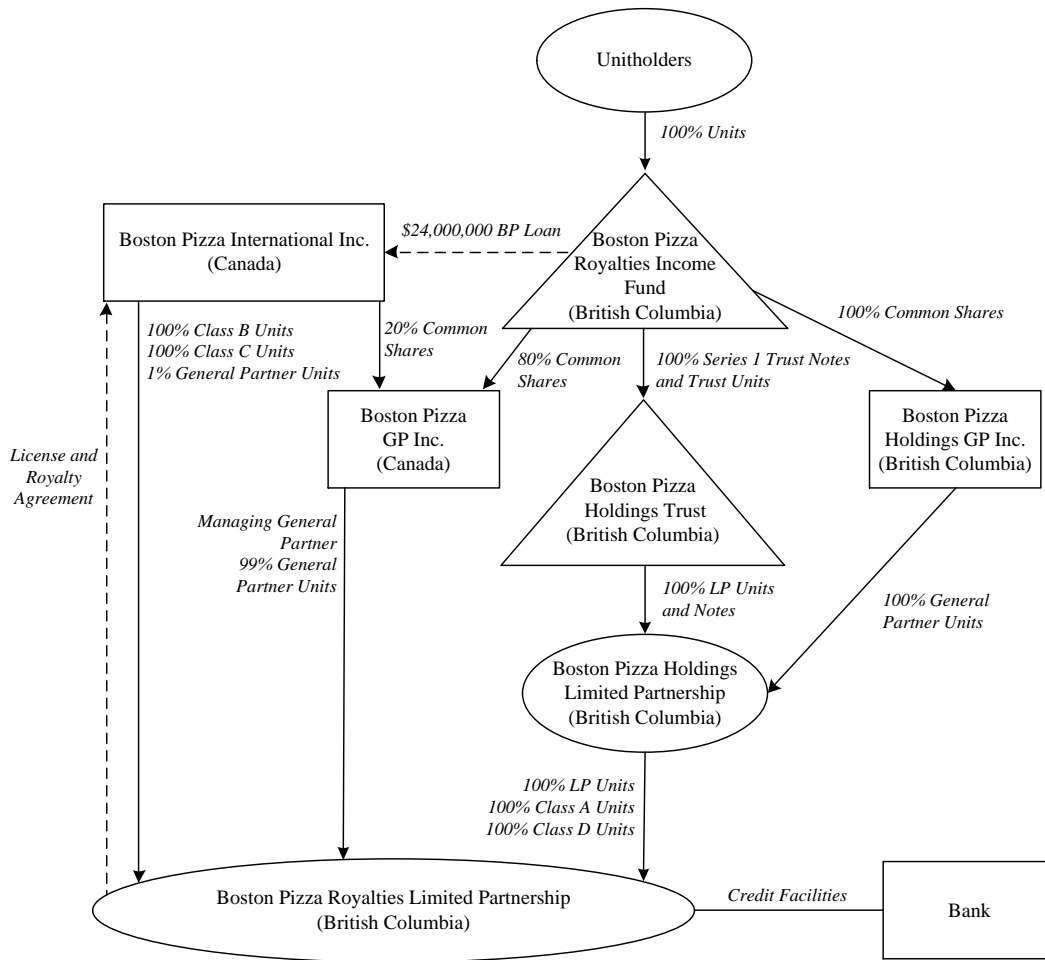 Unitholders
100% Units
$24,000,000 BP Loan
Boston Pizza International Inc.
(Canada)
Boston Pizza
Royalties Income
Fund
(British Columbia)
100% Common Shares
100% Class B Units
100% Class C Units
1% General Partner Units
20% Common
Shares
80% Common
Shares
100% Series 1 Trust Notes
and Trust Units
Boston Pizza
GP Inc.
(Canada)
Boston Pizza
Holdings GP Inc.
(British Columbia)
License and
Royalty
Agreement
Boston Pizza
Holdings Trust
(British Columbia)
Managing General
Partner
99% General
Partner Units
100% LP Units
and Notes
100% General
Partner Units
Boston Pizza Holdings
Limited Partnership
(British Columbia)
100% LP Units
100% Class A Units
100% Class D Units
Boston Pizza Royalties Limited Partnership
(British Columbia)
Credit Facilities
Bank